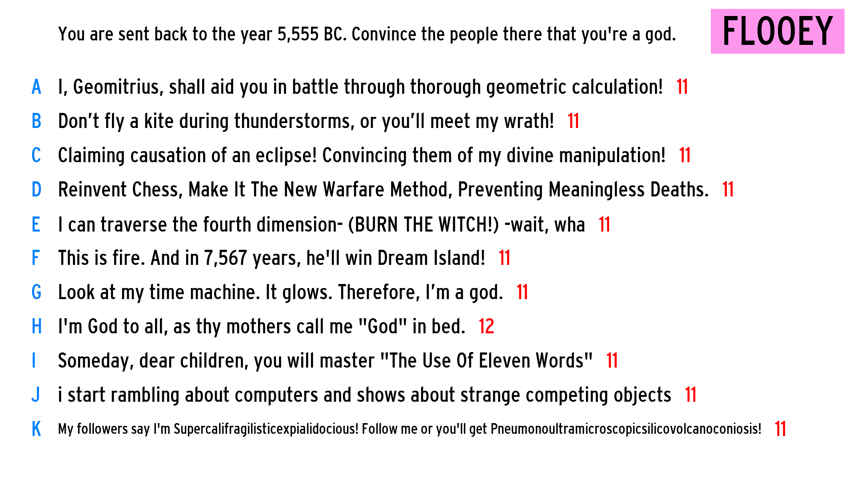 You are sent back to the year 5,555 BC. Convince the people there that you're a god. FLOOEY
A I, Geomitrius, shall aid you in battle through thorough geometric calculation! 11
B Don’t fly a kite during thunderstorms, or you’ll meet my wrath! 11
C Claiming causation of an eclipse! Convincing them of my divine manipulation! 11
D Reinvent Chess, Make It The New Warfare Method, Preventing Meaningless Deaths. 11
E I can traverse the fourth dimension- (BURN THE WITCH!) -wait, wha 11
F This is fire. And in 7,567 years, he'll win Dream Island! 11
G Look at my time machine. It glows. Therefore, I’m a god. 11
H I'm God to all, as thy mothers call me "God" in bed. 12
I Someday, dear children, you will master "The Use Of Eleven Words" 11
J i start rambling about computers and shows about strange competing objects 11
K My followers say I'm Supercalifragilisticexpialidocious! Follow me or you'll get Pneumonoultramicroscopicsilicovolcanoconiosis! 11